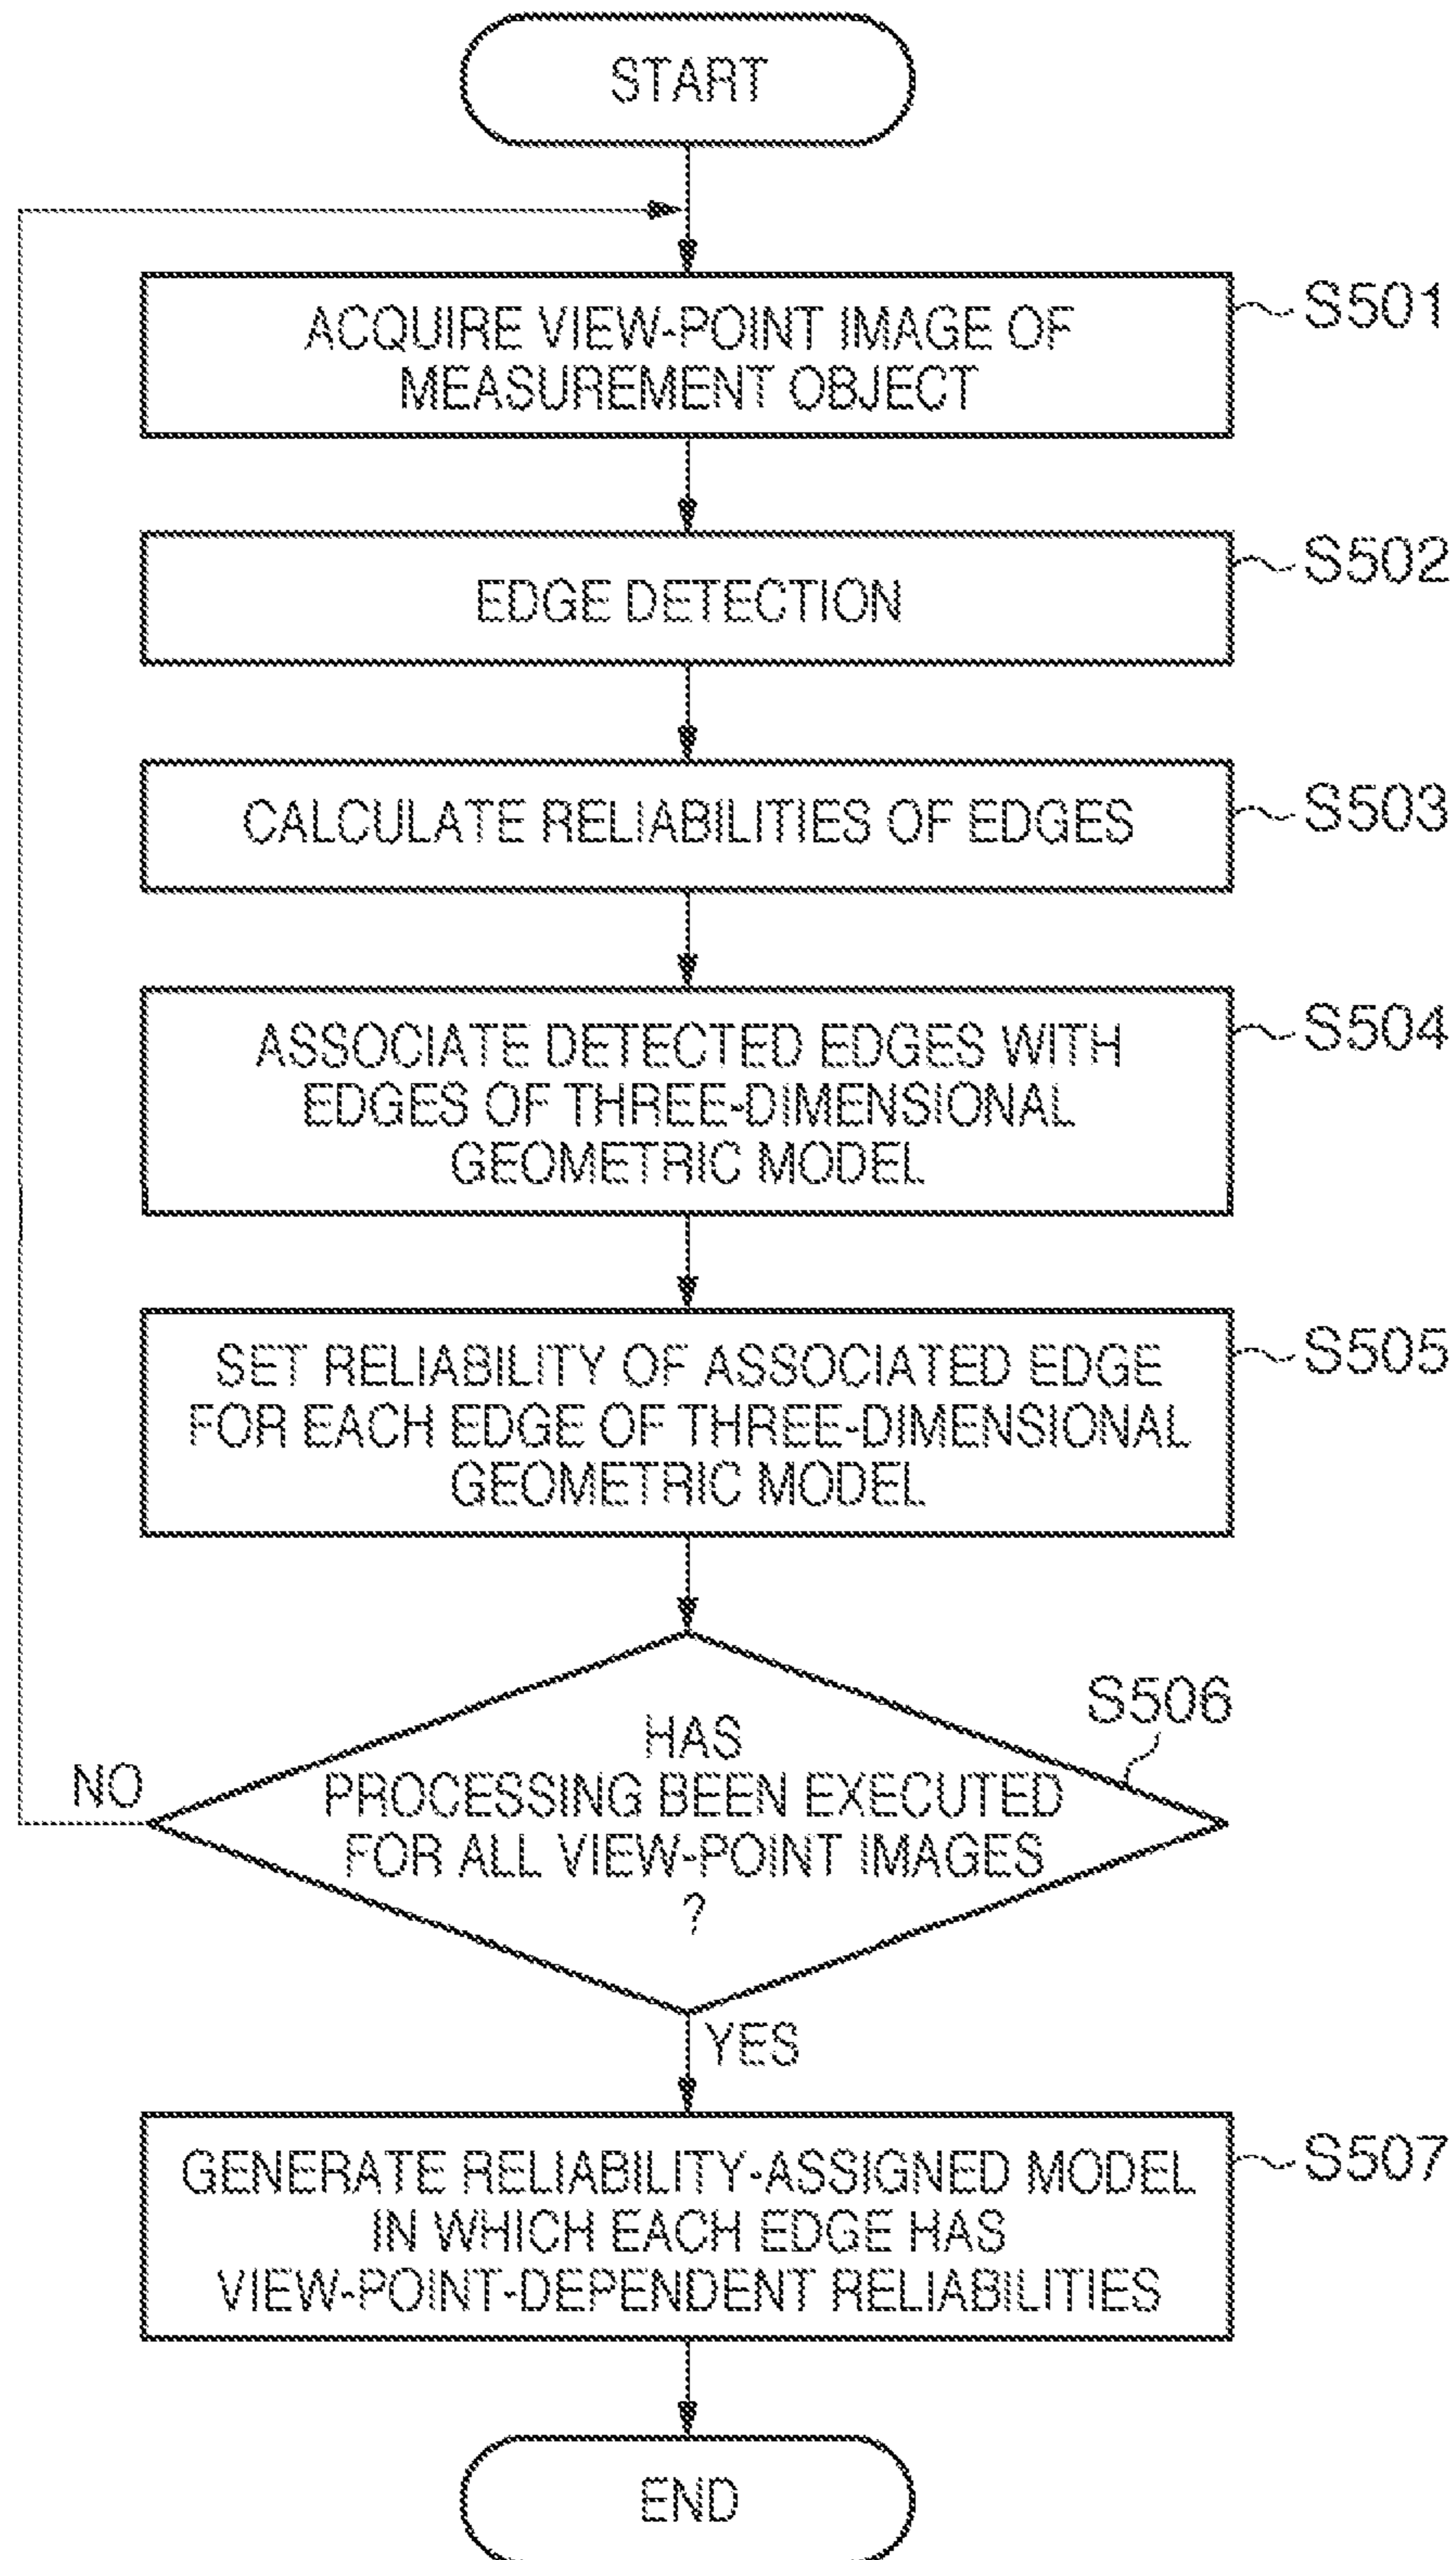 START
ACQUIRE VIEW-POINT IMAGE OF
MEASUREMENT OBJECT
S501
EDGE DETECTION
S502
CALCULATE RELIABILITIES OF EDGES
S503
ASSOCIATE DETECTED EDGES WITH
EDGES OF THREE-DIMENSIONAL
GEOMETRIC MODEL
S504
SET RELIABILITY OF ASSOCIATED EDGE
FOR EACH EDGE OF THREE-DIMENSIONAL
GEOMETRIC MODEL
S505
S506
HAS
PROCESSING BEEN EXECUTED
FOR ALL VIEW-POINT IMAGES
?
NO
YES
GENERATE RELIABILITY-ASSIGNED MODEL
IN WHICH EACH EDGE HAS
VIEW-POINT-DEPENDENT RELIABILITIES
S507
END